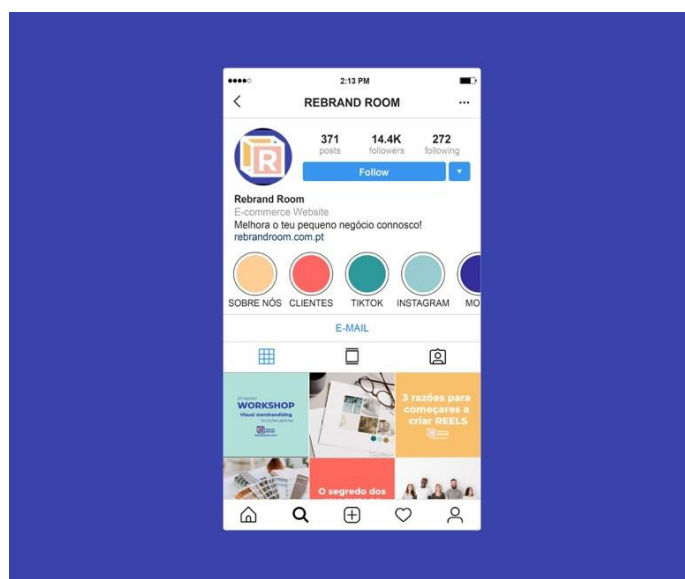 2:13 PM
REBRAND ROOM
R
371 14.4K 272
posts followers following
Follow
Rebrand Room
E-commerce Website
Melhora o teu pequeno negócio connosco!
rebrandroom.com.pt
SOBRE NÓS CLIENTES TIKTOK INSTAGRAM MO
E-MAIL
WORKSHOP
Visual merchandising
3 razões para
começares a
criar REELS
O segredo dos